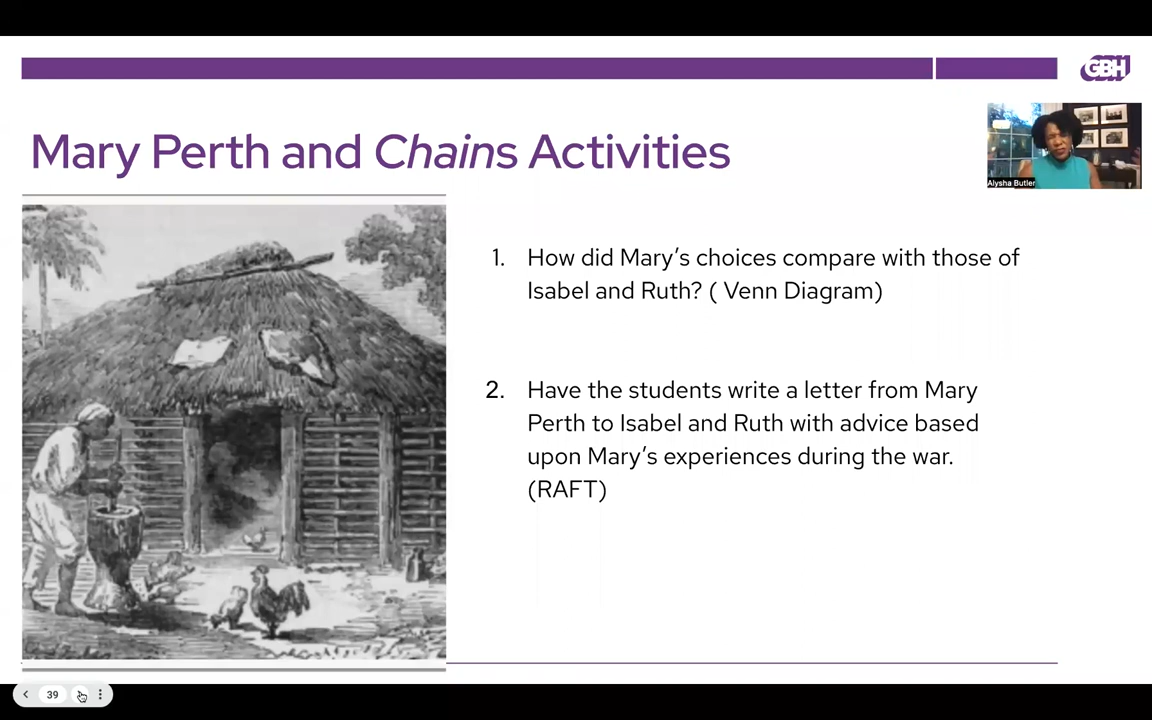 GBH
Mary Perth and Chains Activities
Alysha Butler
1. How did Mary's choices compare with those of
Isabel and Ruth? ( Venn Diagram)
2. Have the students write a letter from Mary
Perth to Isabel and Ruth with advice based
upon Mary's experiences during the war.
(RAFT)
39